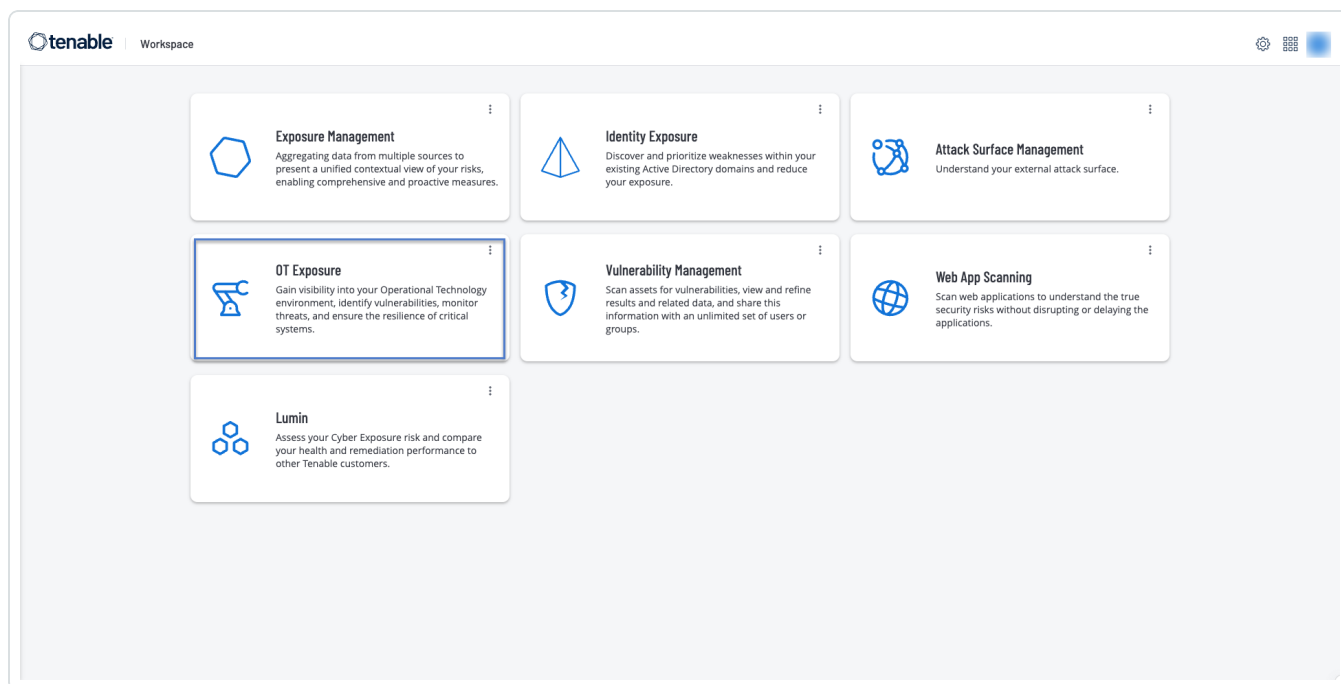 tenable Workspace
Exposure Management
Aggregating data from multiple sources to
present a unified contextual view of your risks,
enabling comprehensive and proactive measures.
Identity Exposure
Discover and prioritize weaknesses within your
existing Active Directory domains and reduce
your exposure.
Attack Surface Management
Understand your external attack surface.
OT Exposure
Gain visibility into your Operational Technology
environment, identify vulnerabilities, monitor
threats, and ensure the resilience of critical
systems.
Vulnerability Management
Scan assets for vulnerabilities, view and refine
results and related data, and share this
information with an unlimited set of users or
groups.
Web App Scanning
Scan web applications to understand the true
security risks without disrupting or delaying the
applications.
Lumin
Assess your Cyber Exposure risk and compare
your health and remediation performance to
other Tenable customers.